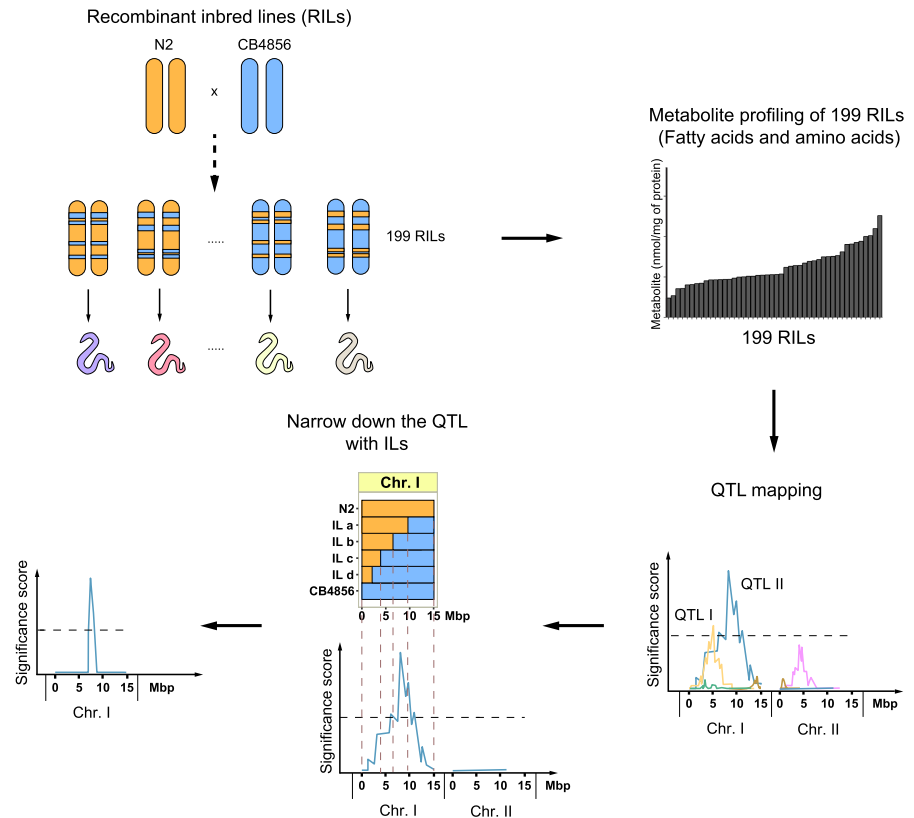 Recombinant inbred lines (RILs)
N2
CB4856
x
.....
199 RILs
.....
Metabolite profiling of 199 RILs
(Fatty acids and amino acids)
Metabolite (nmol/mg of protein)
199 RILs
QTL mapping
Significance score
QTL I
QTL II
0 5 10 15 0 5 10 15 Mbp
Chr. I
Chr. II
Narrow down the QTL
with ILs
Chr. I
N2
IL a
IL b
IL c
IL d
CB4856
0 5 10 15 Mbp
Significance score
0 5 10 15 0 5 10 15 Mbp
Chr. I
Chr. II
Significance score
0 5 10 15 Mbp
Chr. I